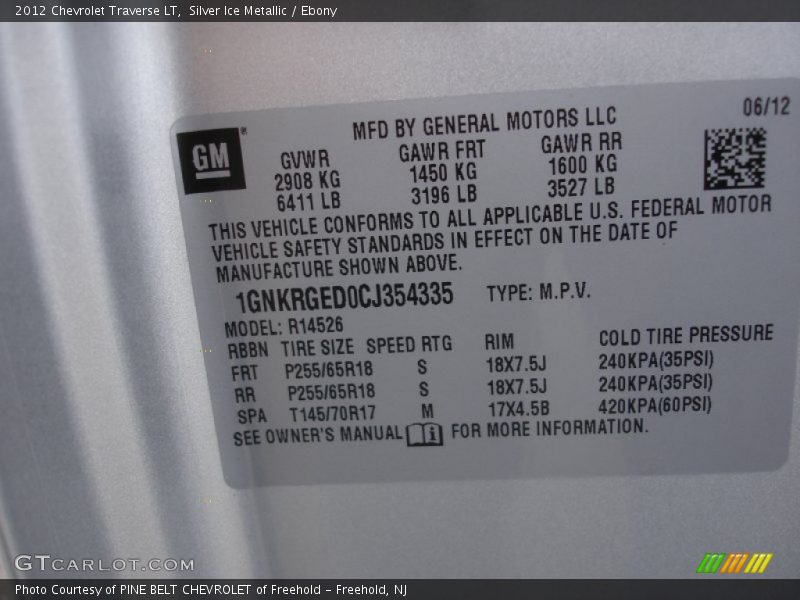 2012 Chevrolet Traverse LT, Silver Ice Metallic / Ebony
06/12
MFD BY GENERAL MOTORS LLC
GM®
GVWR GAWR FRT GAWR RR
2908 KG 1450 KG 1600 KG
6411 LB 3196 LB 3527 LB
THIS VEHICLE CONFORMS TO ALL APPLICABLE U.S. FEDERAL MOTOR
VEHICLE SAFETY STANDARDS IN EFFECT ON THE DATE OF
MANUFACTURE SHOWN ABOVE.
1GNKRGED0CJ354335 TYPE: M.P.V.
MODEL: R14526
RBBN TIRE SIZE SPEED RTG RIM COLD TIRE PRESSURE
FRT P255/65R18 S 18X7.5J 240KPA(35PSI)
RR P255/65R18 S 18X7.5J 240KPA(35PSI)
SPA T145/70R17 M 17X4.5B 420KPA(60PSI)
SEE OWNER'S MANUAL i FOR MORE INFORMATION.
GTCARLOT.COM
Photo Courtesy of PINE BELT CHEVROLET of Freehold - Freehold, NJ